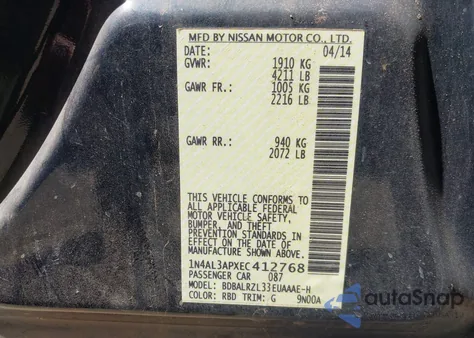 MFD BY NISSAN MOTOR CO., LTD.
DATE: 04/14
GVWR: 1910 KG
4211 LB
GAWR FR.: 1005 KG
2216 LB
GAWR RR.: 940 KG
2072 LB
THIS VEHICLE CONFORMS TO
ALL APPLICABLE FEDERAL
MOTOR VEHICLE SAFETY,
BUMPER, AND THEFT
PREVENTION STANDARDS IN
EFFECT ON THE DATE OF
MANUFACTURE SHOWN ABOVE.
1N4AL3APXEC412768
PASSENGER CAR 087
MODEL: BDBALRZL33EUAAAE-H
COLOR: RBD TRIM: G 9N00A
autoSnap